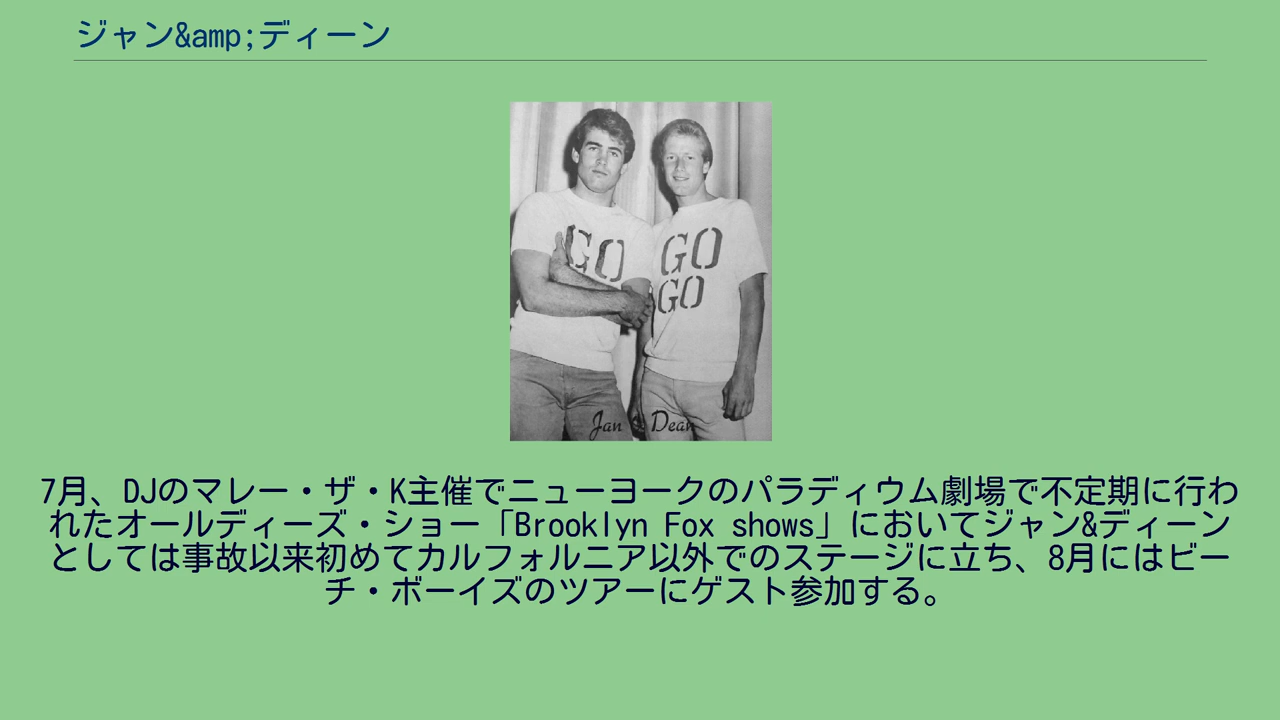 ジャン&amp;ディーン
GO
GO
GO
Jan & Dean
7月、DJのマレー・ザ・K主催でニューヨークのパラディウム劇場で不定期に行わ
れたオールディーズ・ショー「Brooklyn Fox shows」においてジャン&ディーン
としては事故以来初めてカルフォルニア以外でのステージに立ち、8月にはビー
チ・ボーイズのツアーにゲスト参加する。